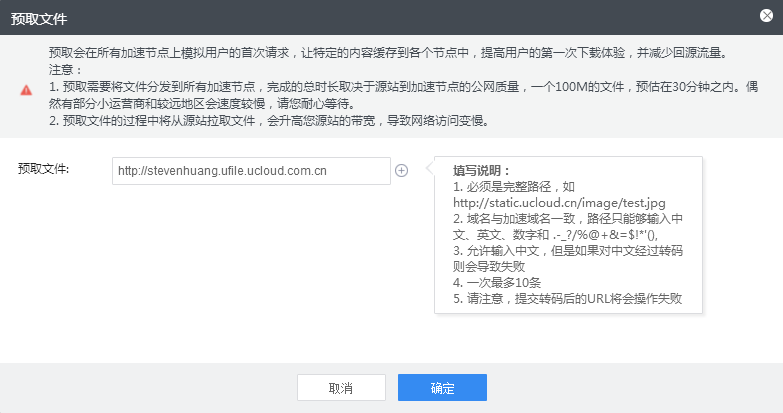 预取文件
预取会在所有加速节点上模拟用户的首次请求，让特定的内容缓存到各个节点中，提高用户的第一次下载体验，并减少回源流量。
注意：
1. 预取需要将文件分发到所有加速节点，完成的总时长取决于源站到加速节点的公网质量，一个100M的文件，预估在30分钟之内。偶
然有部分小运营商和较远地区会速度较慢，请您耐心等待。
2. 预取文件的过程中将从源站拉取文件，会升高您源站的带宽，导致网络访问变慢。
预取文件:
http://stevenhuang.ufile.ucloud.com.cn
填写说明：
1. 必须是完整路径，如
http://static.ucloud.cn/image/test.jpg
2. 域名与加速域名一致，路径只能够输入中
文、英文、数字和 .-_?/%@+&=$!*'(),
3. 允许输入中文，但是如果对中文经过转码
则会导致失败
4. 一次最多10条
5. 请注意，提交转码后的URL将会操作失败
取消
确定